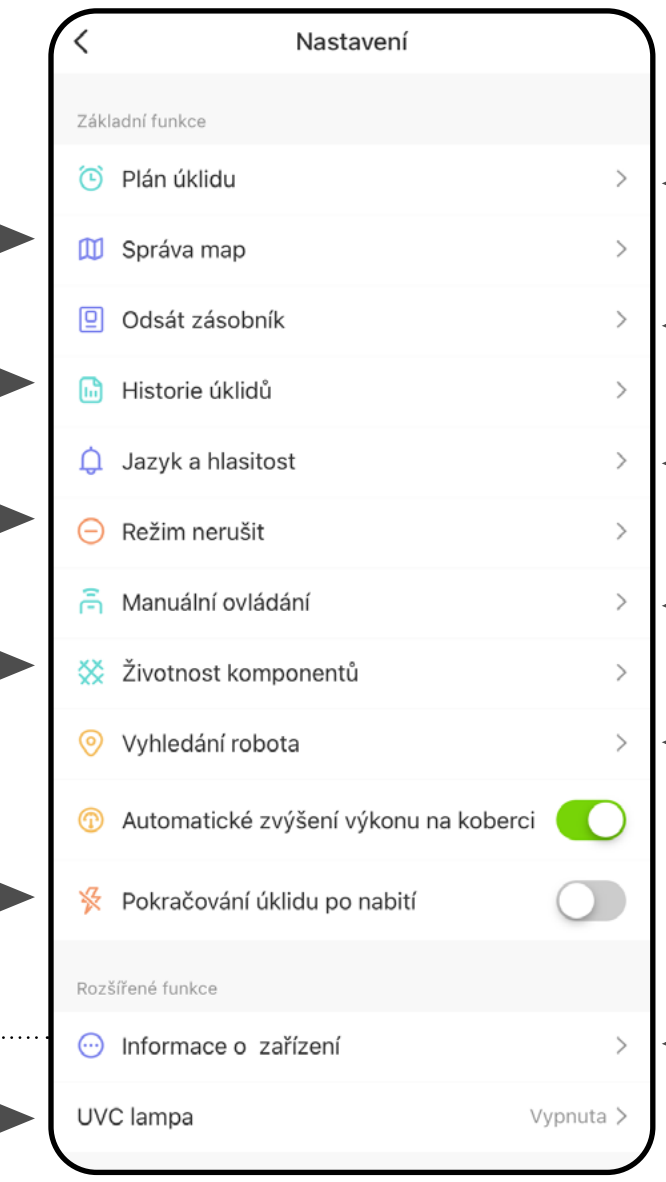 Nastavení
Základní funkce
Plán úklidu
Správa map
Odsát zásobník
Historie úklidů
Jazyk a hlasitost
Režim nerušit
Manuální ovládání
Životnost komponentů
Vyhledání robota
Automatické zvýšení výkonu na koberci
Pokračování úklidu po nabití
Rozšířené funkce
Informace o  zařízení
UVC lampa Vypnuta